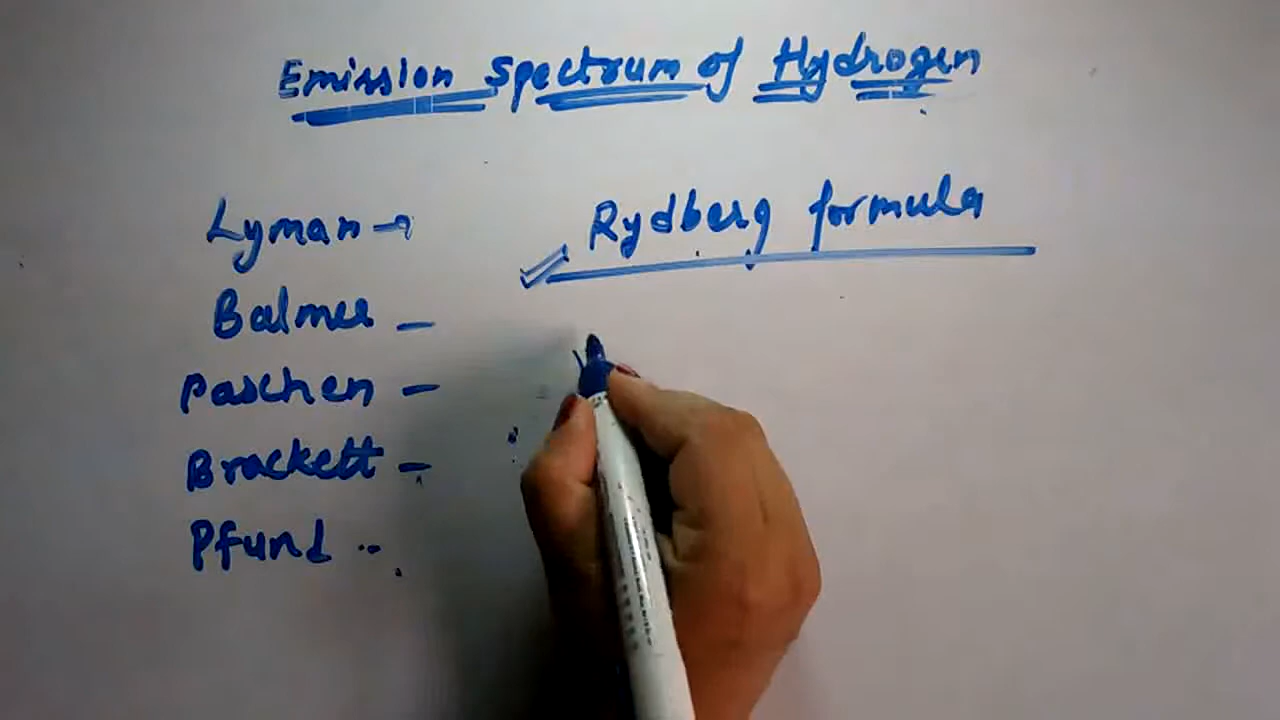 Emission Spectrum of Hydrogen
Rydberg formula
Lyman →
Balmer –
Paschen –
Brackett –
Pfund